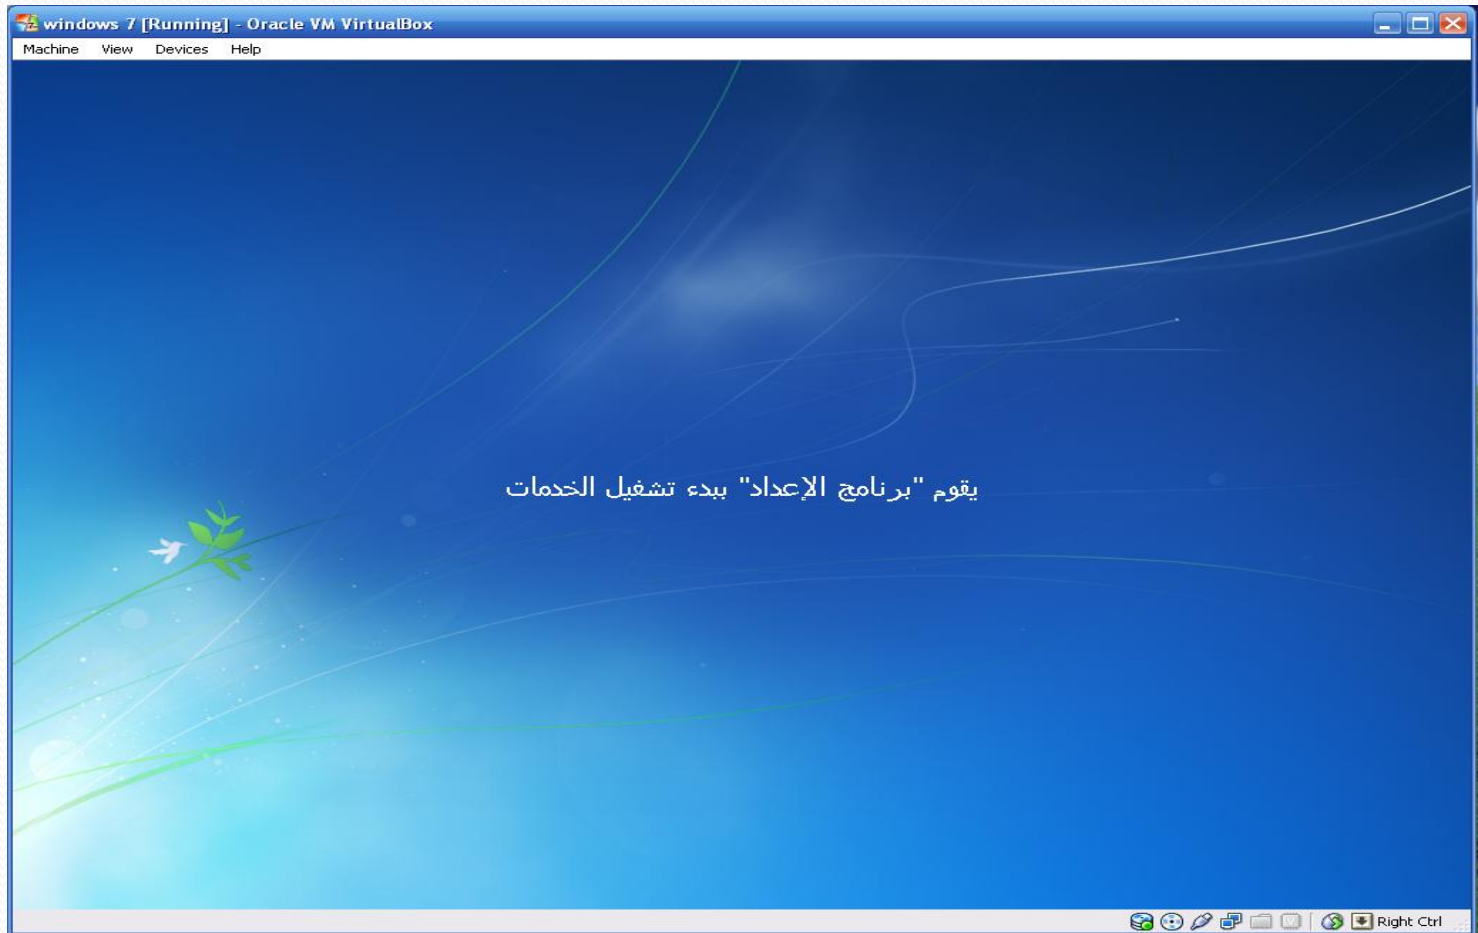 windows 7 [Running] - Oracle VM VirtualBox
Machine View Devices Help
يقوم "برنامج الإعداد" ببدء تشغيل الخدمات
Right Ctrl